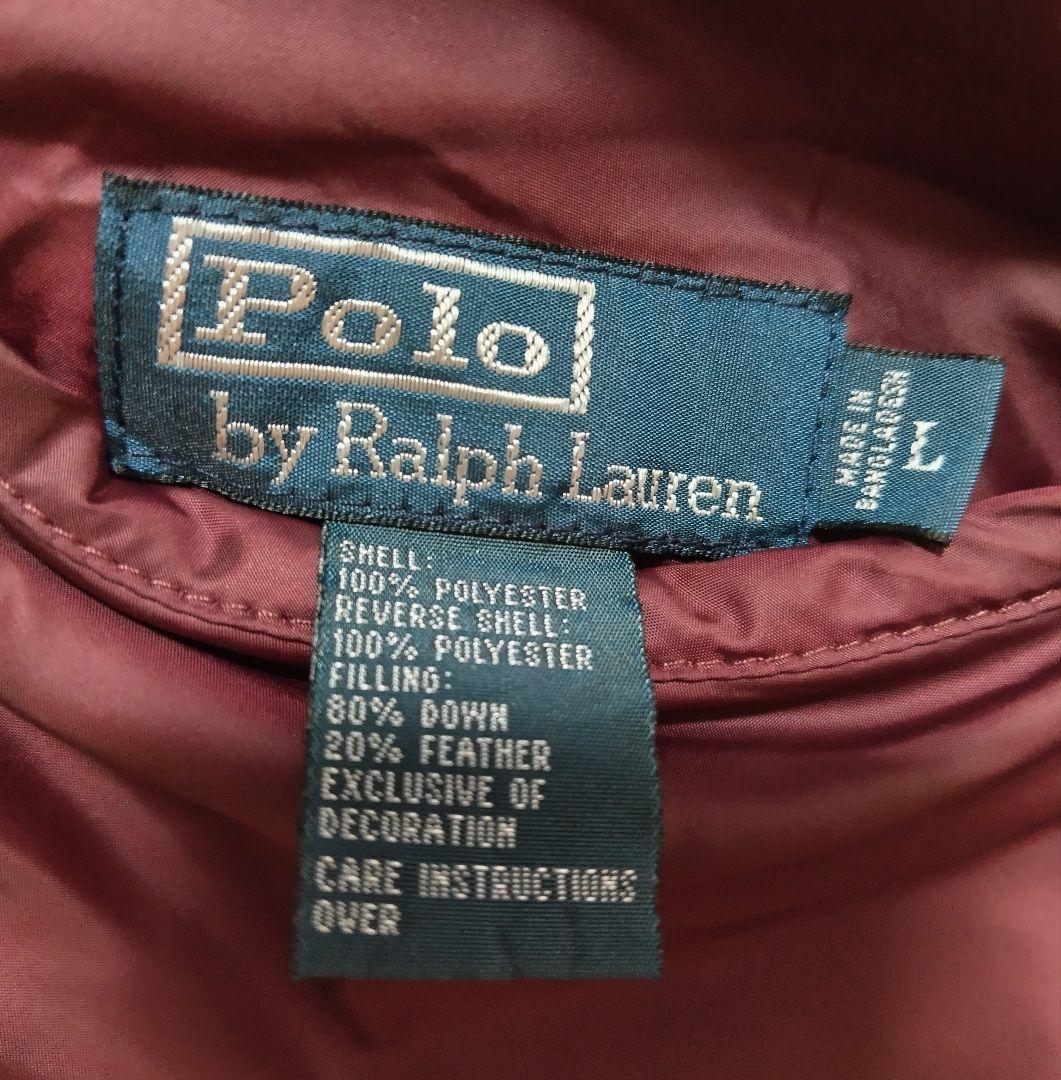 Polo
by Ralph Lauren
MADE IN
BANGLADESH
L
SHELL:
100% POLYESTER
REVERSE SHELL:
100% POLYESTER
FILLING:
80% DOWN
20% FEATHER
EXCLUSIVE OF
DECORATION
CARE INSTRUCTIONS
OVER